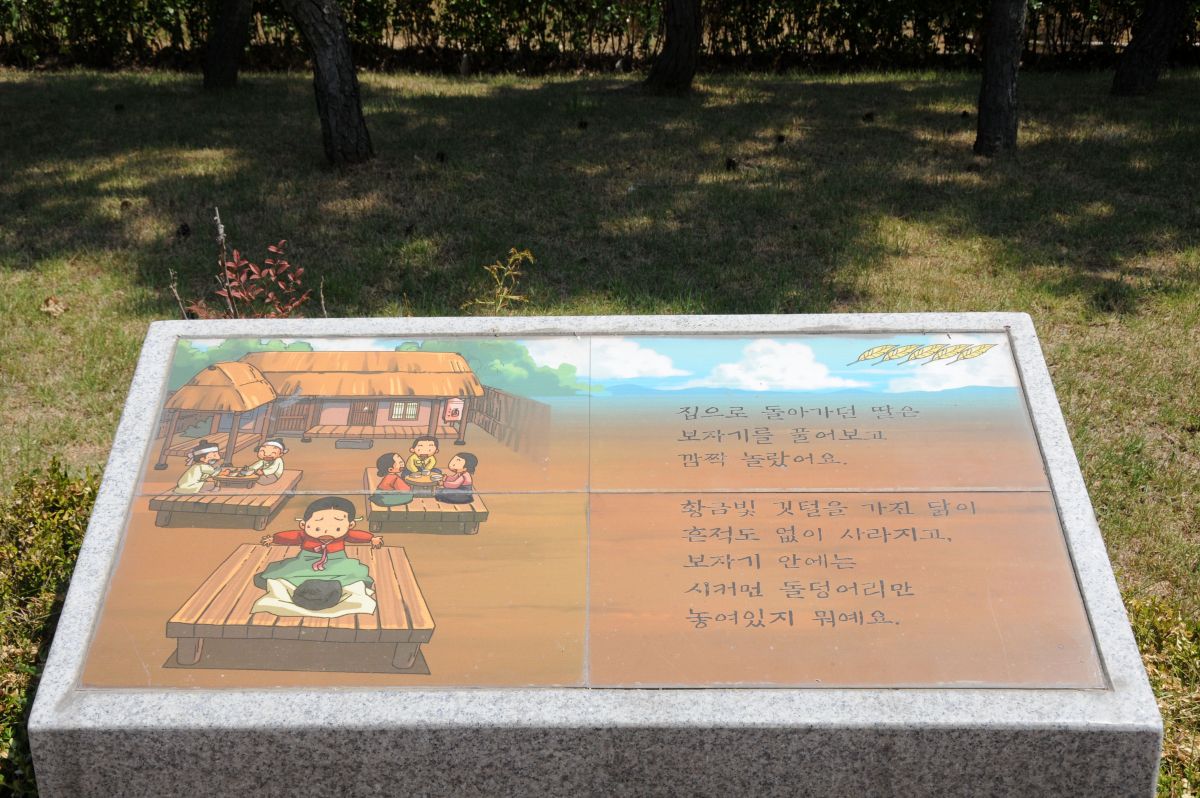 집으로 돌아가던 딸은
보자기를 풀어보고
깜짝 놀랐어요.
황금빛 깃털을 가진 닭이
흔적도 없이 사라지고,
보자기 안에는
시커먼 돌덩어리만
놓여있지 뭐예요.